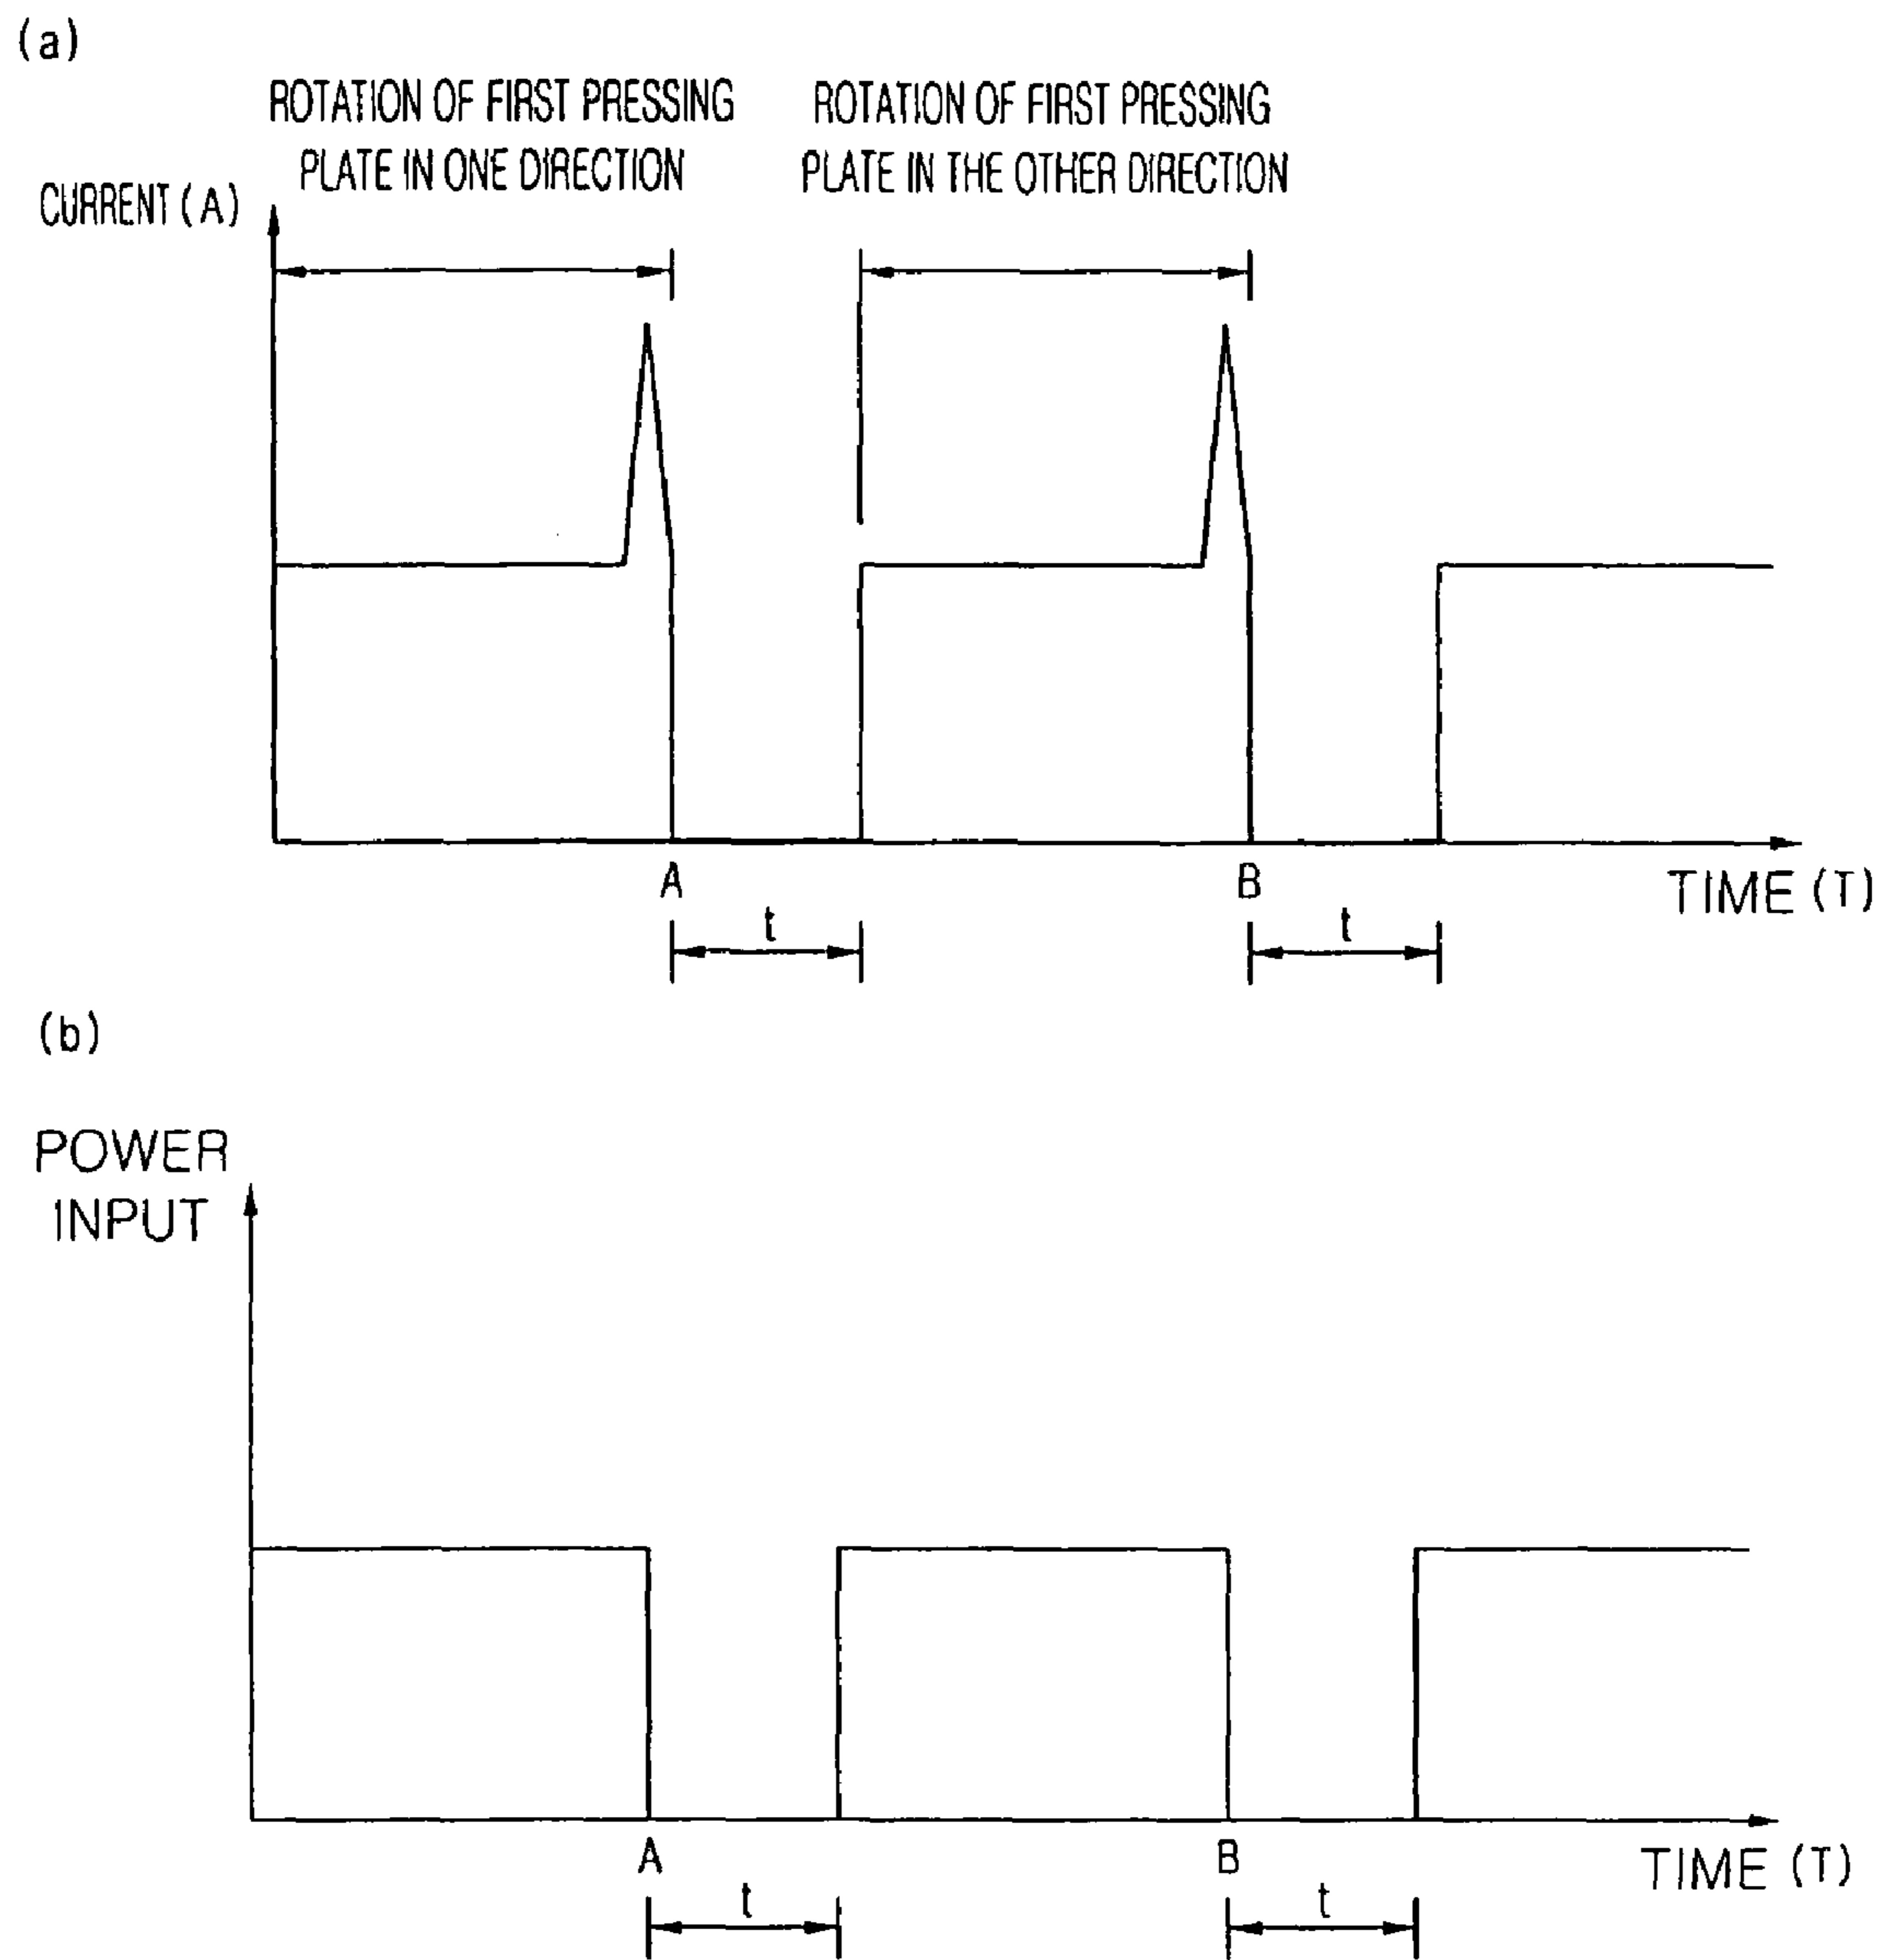 (a)
ROTATION OF FIRST PRESSING
PLATE IN ONE DIRECTION
ROTATION OF FIRST PRESSING
PLATE IN THE OTHER DIRECTION
CURRENT (A)
A
B
TIME (T)
t
t
(b)
POWER
INPUT
A
B
TIME (T)
t
t